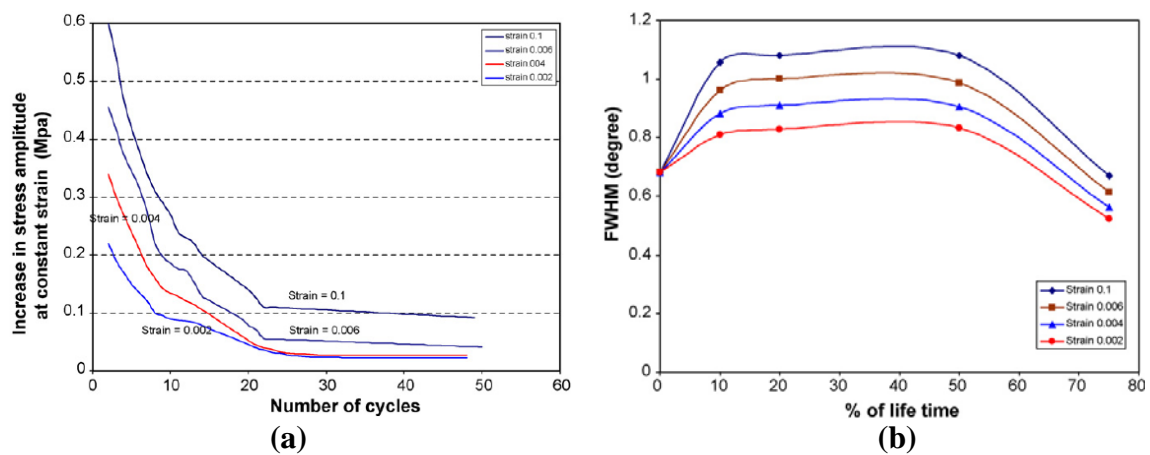 0.6
0.5
0.4
0.3
0.2
0.1
0
0
10
20
30
40
50
60
Increase in stress amplitude
at constant strain (Mpa)
Number of cycles
strain 0.1
strain 0.006
strain 004
strain 0.002
Strain = 0.004
Strain = 0.002
Strain = 0.1
Strain = 0.006
(a)
1.2
1
0.8
0.6
0.4
0.2
0
0
10
20
30
40
50
60
70
80
FWHM (degree)
% of life time
Strain 0.1
Strain 0.006
Strain 0.004
Strain 0.002
(b)